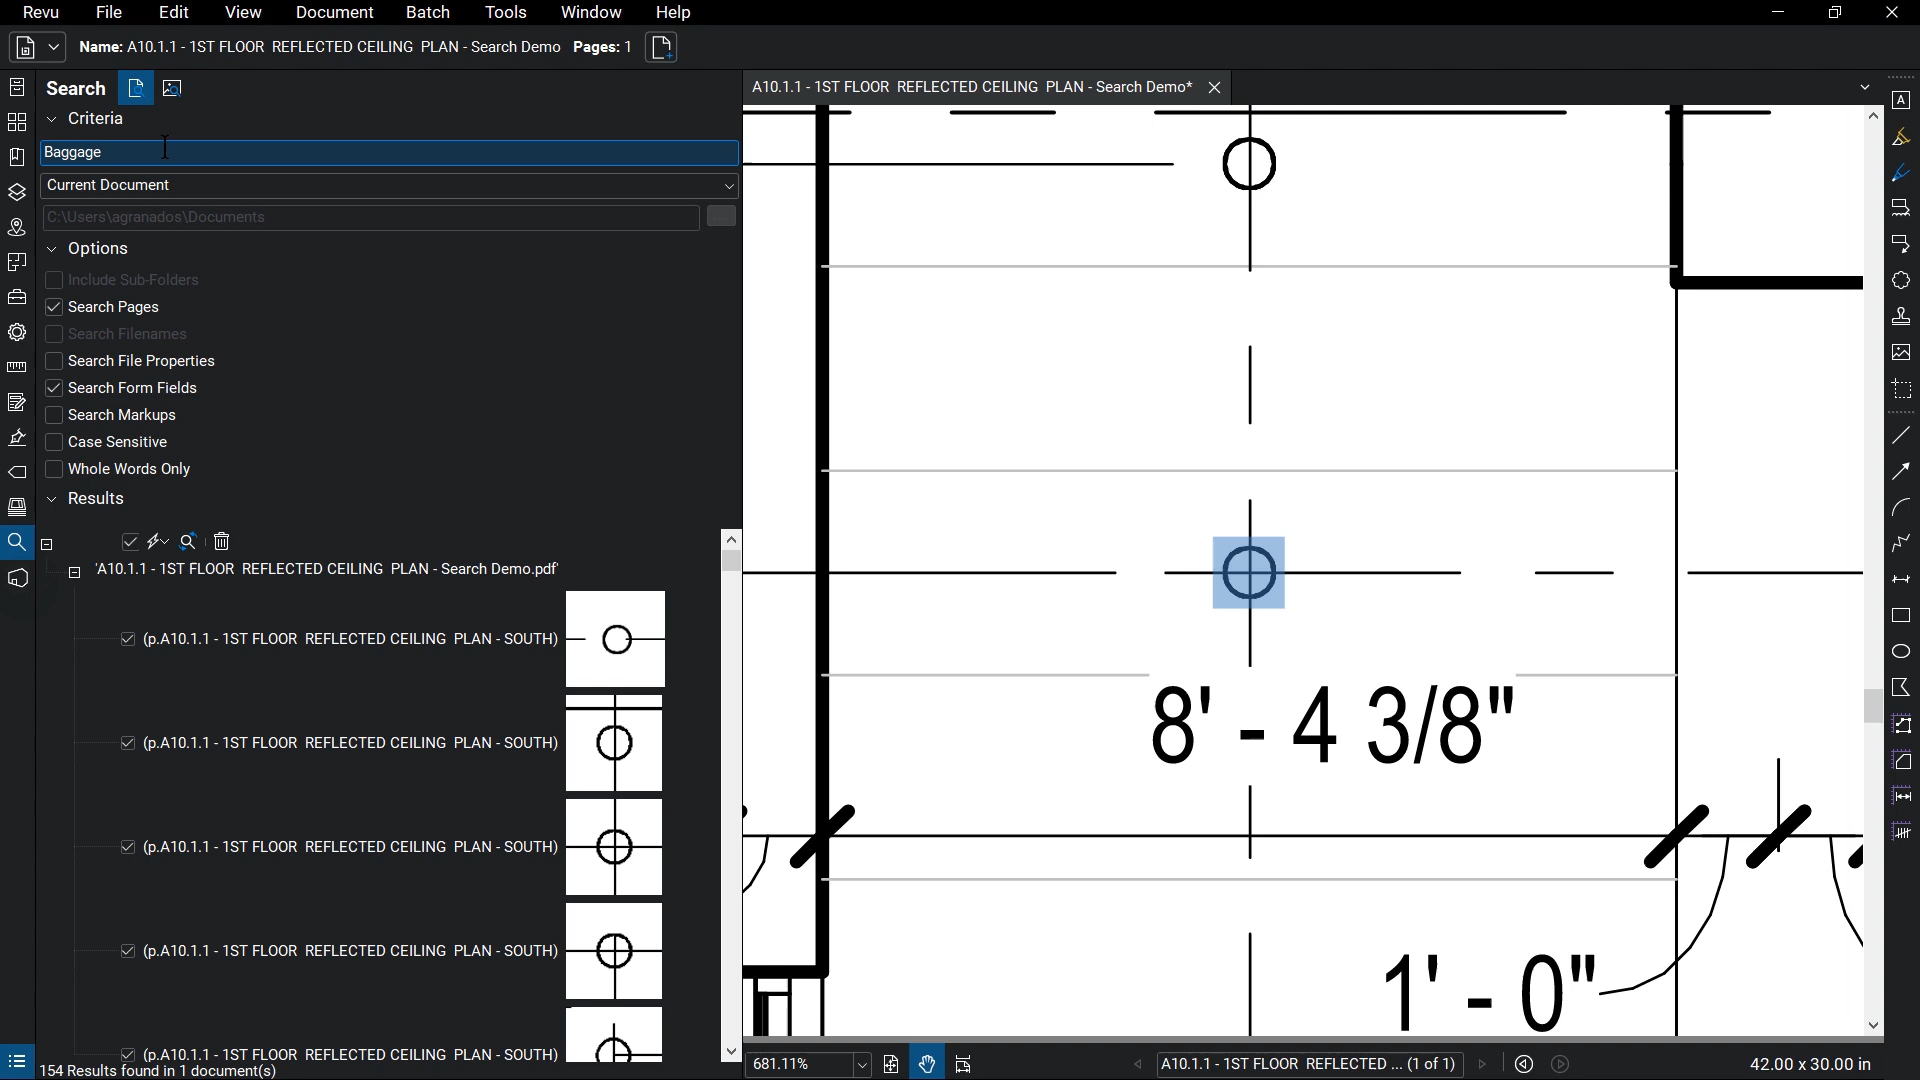 Revu File Edit View Document Batch Tools Window Help
Name: A10.1.1 - 1ST FLOOR REFLECTED CEILING PLAN - Search Demo Pages: 1
Search
A10.1.1 - 1ST FLOOR REFLECTED CEILING PLAN - Search Demo*
Criteria
Baggage
Current Document
C:\Users\agranados\Documents
Options
Include Sub-Folders
Search Pages
Search Filenames
Search File Properties
Search Form Fields
Search Markups
Case Sensitive
Whole Words Only
Results
'A10.1.1 - 1ST FLOOR REFLECTED CEILING PLAN - Search Demo.pdf'
(p.A10.1.1 - 1ST FLOOR REFLECTED CEILING PLAN - SOUTH)
(p.A10.1.1 - 1ST FLOOR REFLECTED CEILING PLAN - SOUTH)
(p.A10.1.1 - 1ST FLOOR REFLECTED CEILING PLAN - SOUTH)
(p.A10.1.1 - 1ST FLOOR REFLECTED CEILING PLAN - SOUTH)
(p.A10.1.1 - 1ST FLOOR REFLECTED CEILING PLAN - SOUTH)
154 Results found in 1 document(s)
8' - 4 3/8"
1' - 0"
681.11%
A10.1.1 - 1ST FLOOR REFLECTED ... (1 of 1)
42.00 x 30.00 in